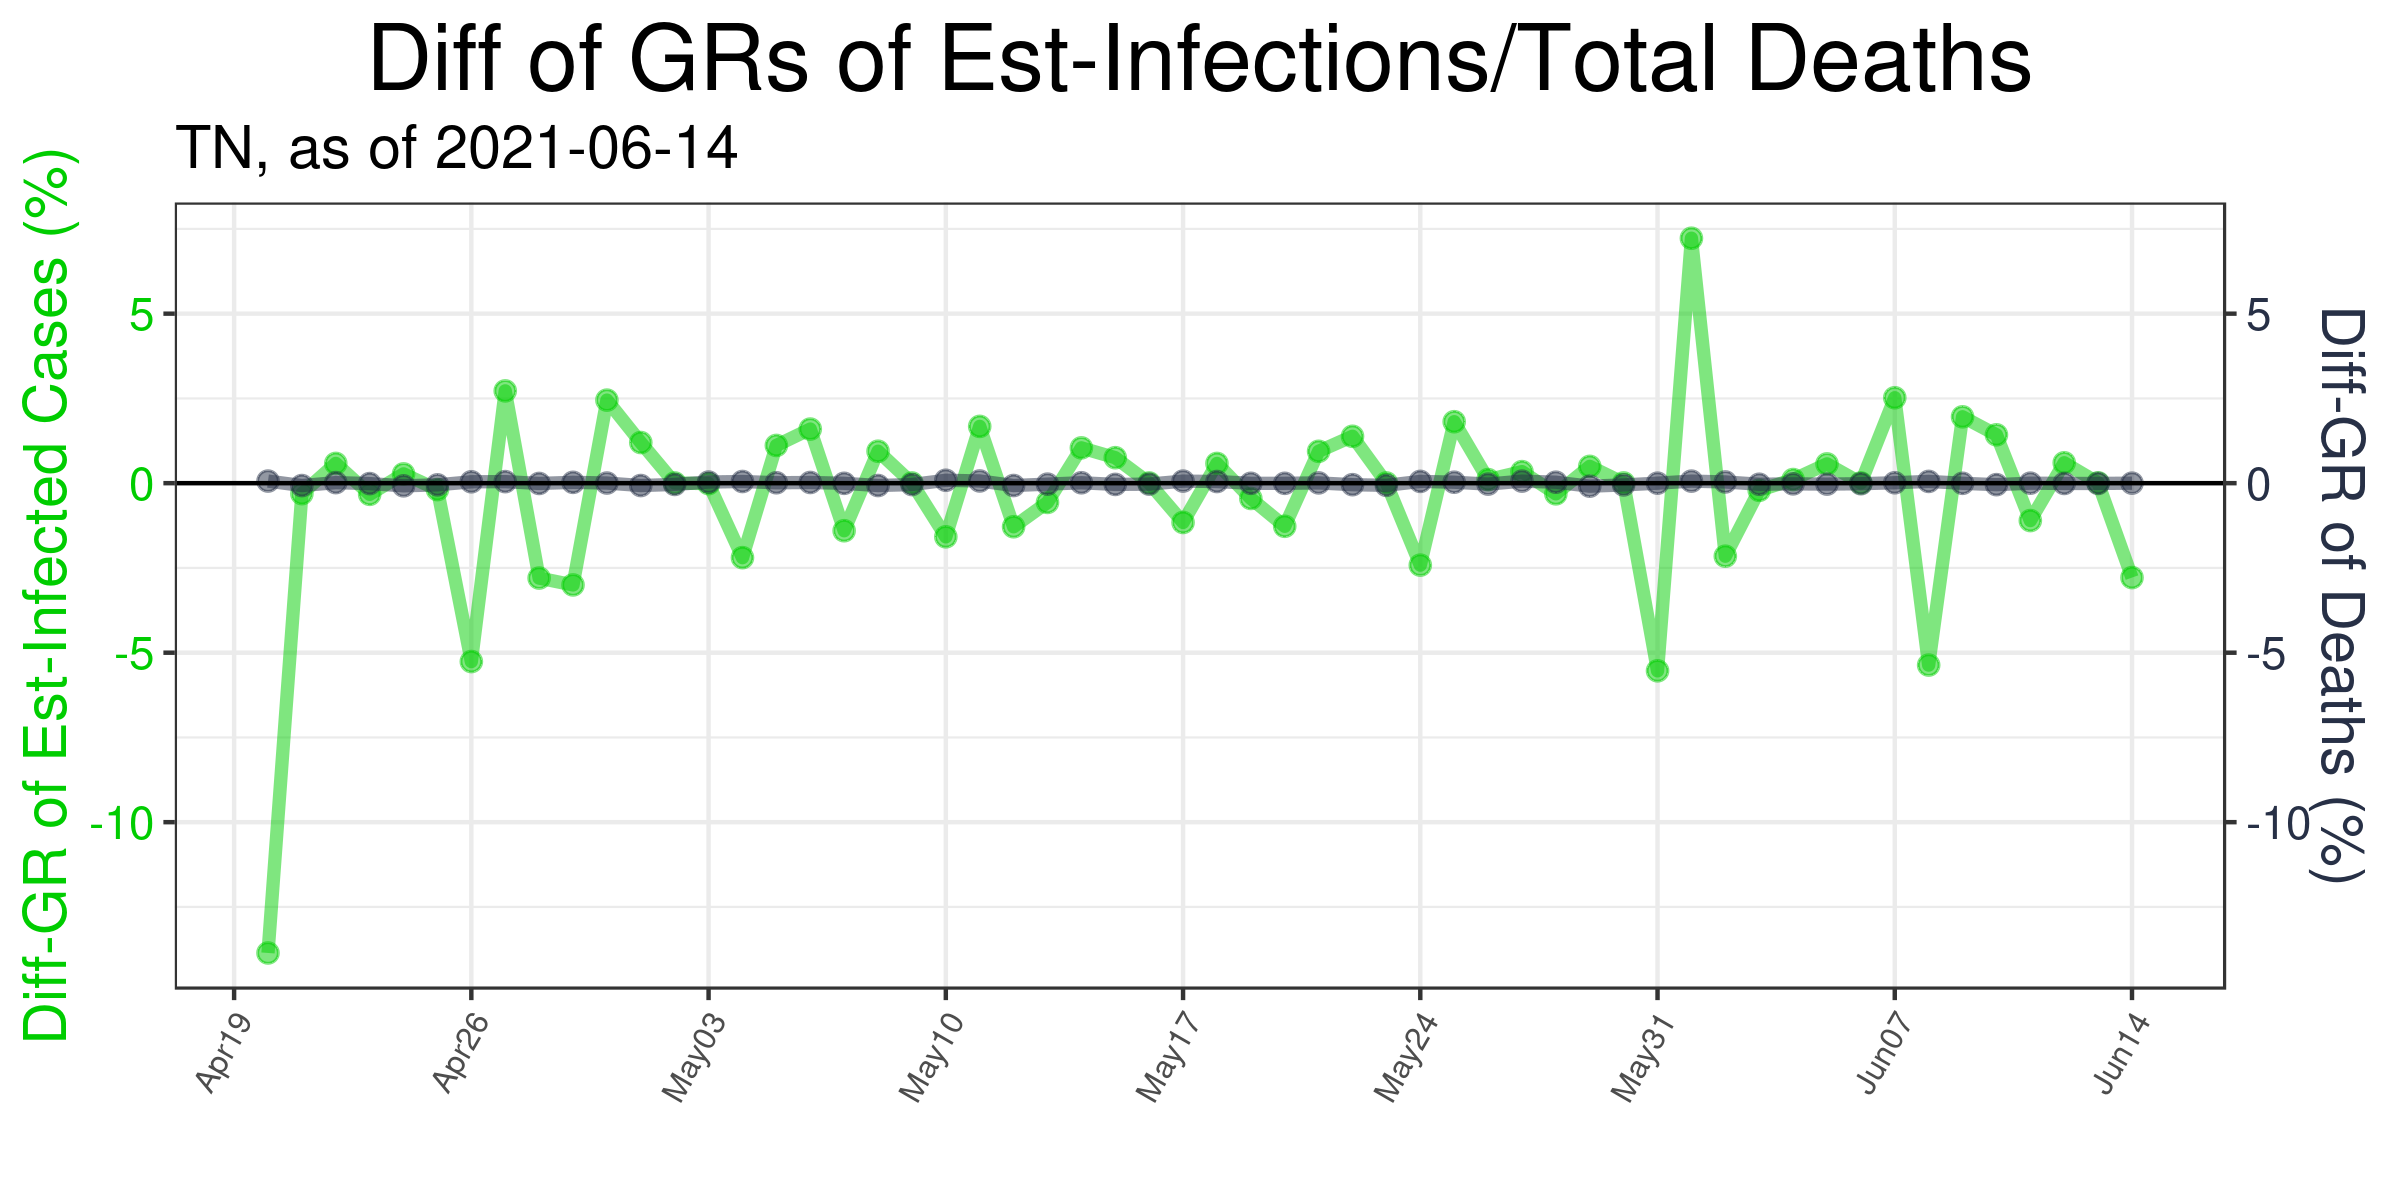 Diff of GRs of Est-Infections/Total Deaths
TN, as of 2021-06-14
Diff-GR of Est-Infected Cases (%)
5
0
-5
-10
5
0
-5
-10
Diff-GR of Deaths (%)
Apr19
Apr26
May03
May10
May17
May24
May31
Jun07
Jun14